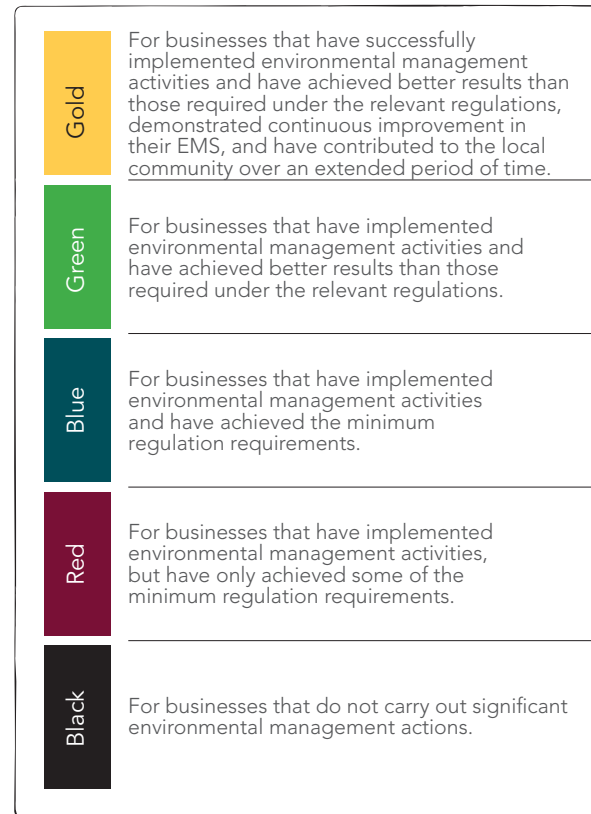 Gold
For businesses that have successfully
implemented environmental management
activities and have achieved better results than
those required under the relevant regulations,
demonstrated continuous improvement in
their EMS, and have contributed to the local
community over an extended period of time.
Green
For businesses that have implemented
environmental management activities and
have achieved better results than those
required under the relevant regulations.
Blue
For businesses that have implemented
environmental management activities
and have achieved the minimum
regulation requirements.
Red
For businesses that have implemented
environmental management activities,
but have only achieved some of the
minimum regulation requirements.
Black
For businesses that do not carry out significant
environmental management actions.